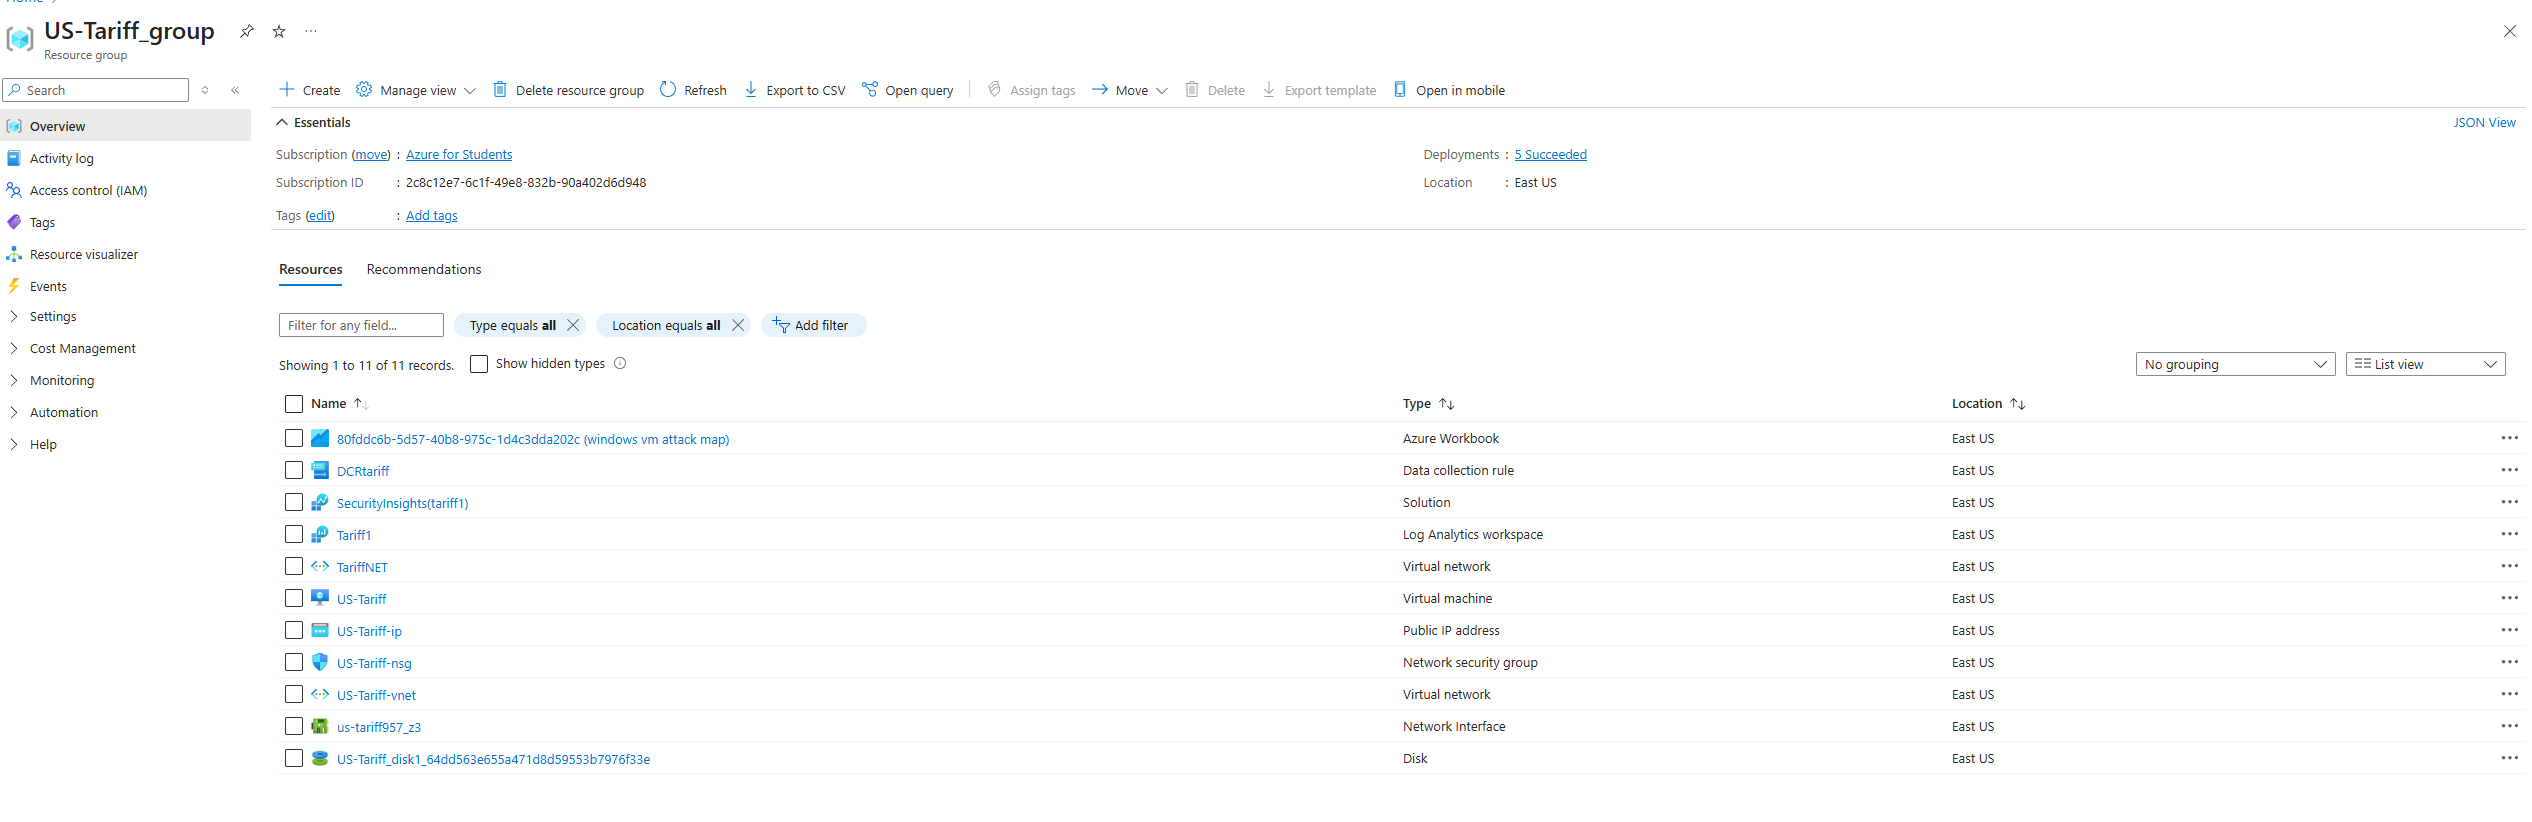 US-Tariff_group
Resource group
Search
Create Manage view Delete resource group Refresh Export to CSV Open query Assign tags Move Delete Export template Open in mobile
Overview
Activity log
Access control (IAM)
Tags
Resource visualizer
Events
Settings
Cost Management
Monitoring
Automation
Help
Essentials
JSON View
Subscription (move) : Azure for Students
Deployments : 5 Succeeded
Subscription ID : 2c8c12e7-6c1f-49e8-832b-90a402d6d948
Location : East US
Tags (edit) : Add tags
Resources Recommendations
Filter for any field... Type equals all Location equals all Add filter
Showing 1 to 11 of 11 records. Show hidden types
No grouping List view
Name Type Location
80fddc6b-5d57-40b8-975c-1d4c3dda202c (windows vm attack map) Azure Workbook East US
DCRtariff Data collection rule East US
SecurityInsights(tariff1) Solution East US
Tariff1 Log Analytics workspace East US
TariffNET Virtual network East US
US-Tariff Virtual machine East US
US-Tariff-ip Public IP address East US
US-Tariff-nsg Network security group East US
US-Tariff-vnet Virtual network East US
us-tariff957_z3 Network Interface East US
US-Tariff_disk1_64dd563e655a471d8d59553b7976f33e Disk East US